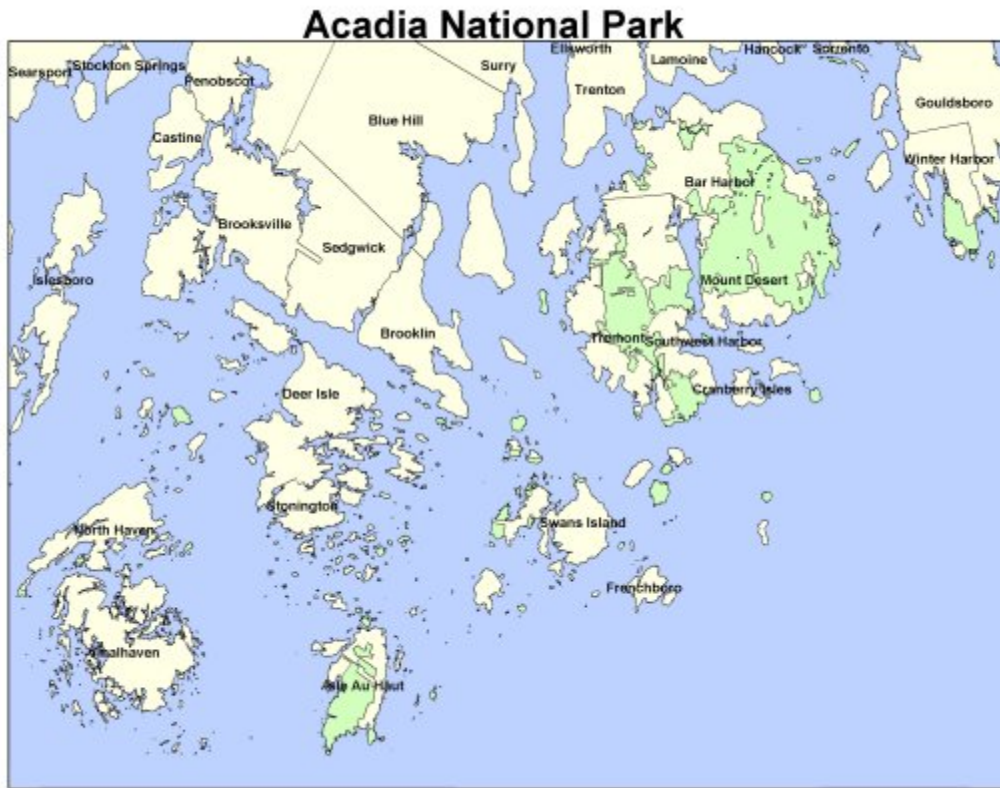 Acadia National Park
Ellsworth
Hancock
Sorrento
Searsport
Stockton Springs
Surry
Lamoine
Penobscot
Trenton
Gouldsboro
Blue Hill
Castine
Winter Harbor
Bar Harbor
Brooksville
Sedgwick
Islesboro
Mount Desert
Brooklin
Tremont
Southwest Harbor
Deer Isle
Cranberry Isles
Stonington
Swans Island
North Haven
Frenchboro
Vinalhaven
Isle Au Haut